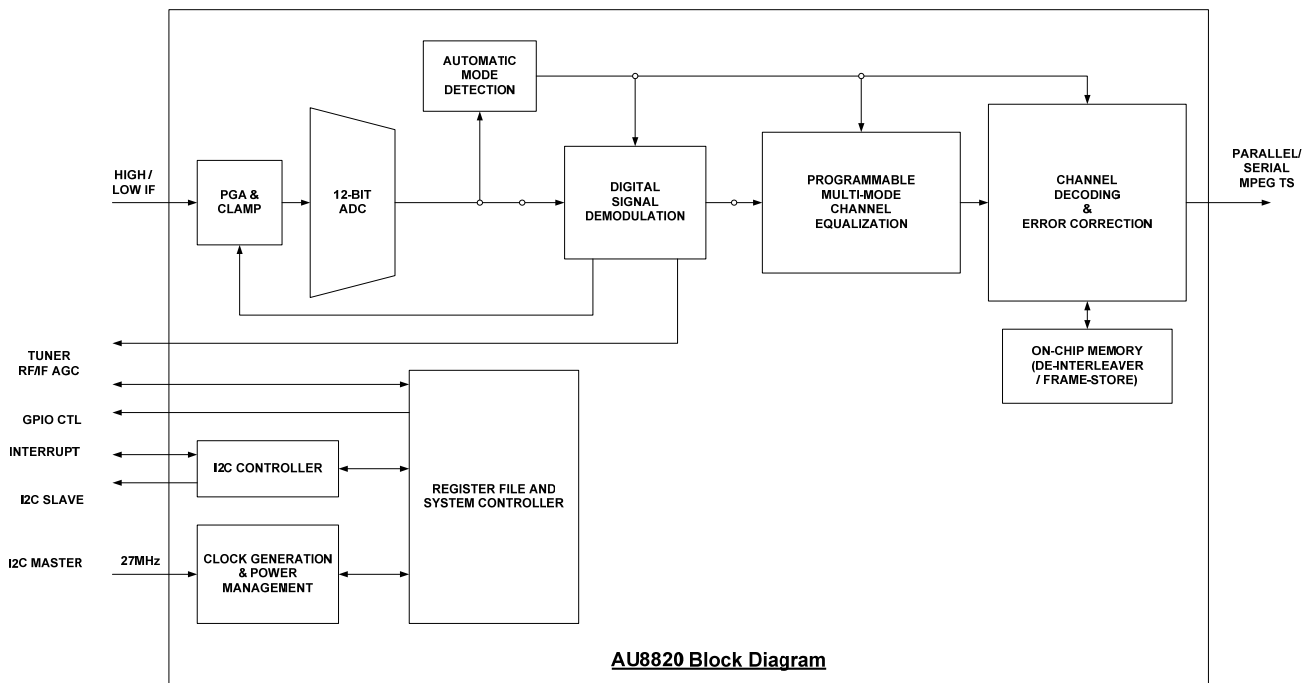 AUTOMATIC
MODE
DETECTION
HIGH /
LOW IF
PGA &
CLAMP
12-BIT
ADC
DIGITAL
SIGNAL
DEMODULATION
PROGRAMMABLE
MULTI-MODE
CHANNEL
EQUALIZATION
CHANNEL
DECODING
&
ERROR CORRECTION
PARALLEL/
SERIAL
MPEG TS
ON-CHIP MEMORY
(DE-INTERLEAVER
/ FRAME-STORE)
TUNER
RF/IF AGC
GPIO CTL
INTERRUPT
I2C SLAVE
I2C MASTER
27MHz
I2C CONTROLLER
CLOCK GENERATION
& POWER
MANAGEMENT
REGISTER FILE AND
SYSTEM CONTROLLER
AU8820 Block Diagram